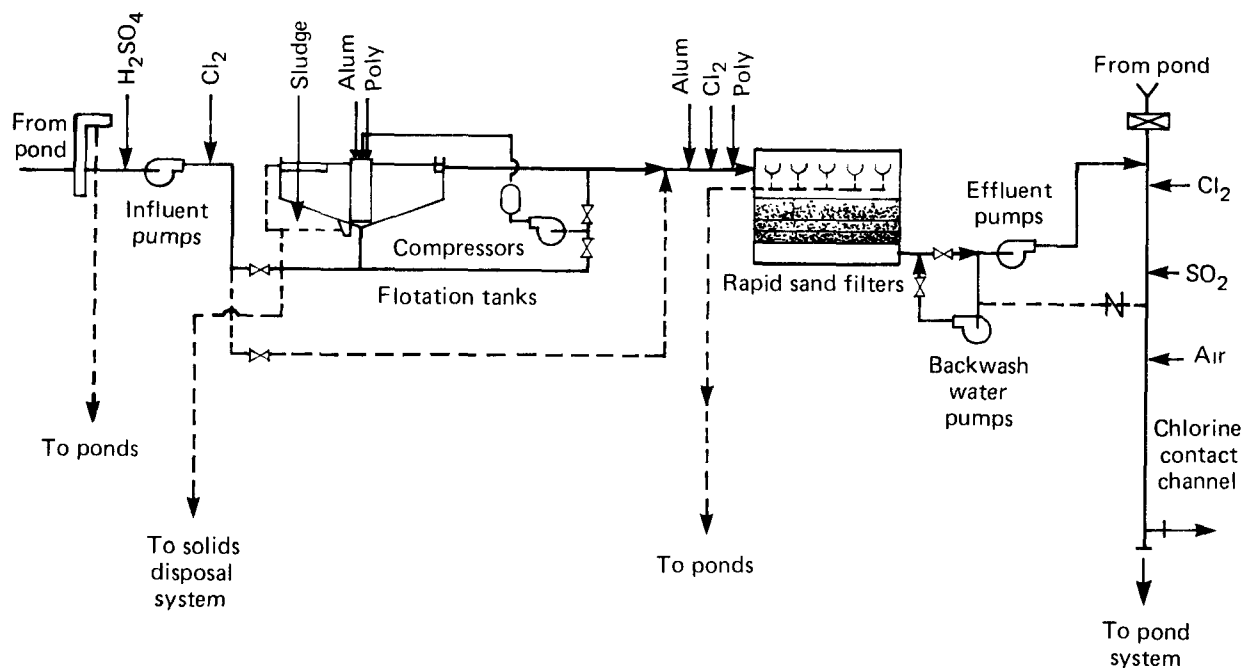 H2SO4
Cl2
Sludge
Alum
Poly
Alum
Cl2
Poly
From pond
From
pond
Influent
pumps
Compressors
Flotation tanks
Rapid sand filters
Effluent
pumps
Cl2
SO2
Air
Backwash
water
pumps
Chlorine
contact
channel
To ponds
To solids
disposal
system
To ponds
To pond
system